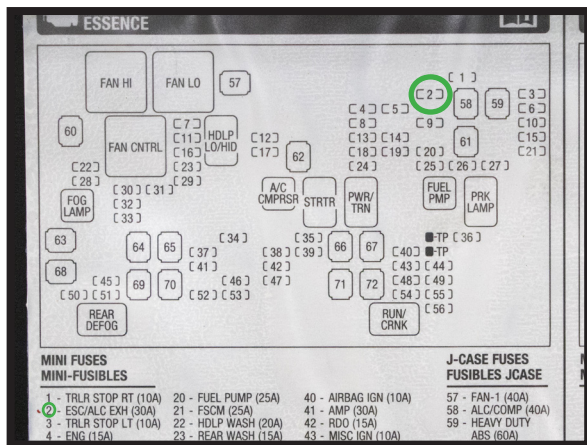 ESSENCE
[ 1 ]
FAN HI FAN LO 57 [ 2 ] 58 59 [ 3 ]
[ 4 ] [ 5 ] [ 6 ]
60 FAN CNTRL [ 7 ] HDLP LO/HID [ 8 ] [ 9 ] [ 10 ]
[ 11 ] [ 12 ] [ 13 ] [ 14 ] 61 [ 15 ]
[ 16 ] [ 17 ] 62 [ 18 ] [ 19 ] [ 20 ] [ 21 ]
[ 22 ] [ 23 ] [ 24 ] [ 25 ] [ 26 ] [ 27 ]
[ 28 ] [ 29 ]
FOG LAMP [ 30 ] [ 31 ] A/C CMPRSR STRTR PWR/ TRN FUEL PMP PRK LAMP
[ 32 ]
[ 33 ]
63 64 65 [ 34 ] [ 35 ] 66 67 -TP [ 36 ]
[ 37 ] [ 38 ] [ 39 ] [ 40 ] -TP
68 [ 41 ] [ 42 ] [ 43 ] [ 44 ]
[ 45 ] 69 70 [ 46 ] [ 47 ] 71 72 [ 48 ] [ 49 ]
[ 50 ] [ 51 ] [ 52 ] [ 53 ] [ 54 ] [ 55 ]
REAR DEFOG RUN/ CRNK [ 56 ]
MINI FUSES
MINI-FUSIBLES
1 - TRLR STOP RT (10A)
2 - ESC/ALC EXH (30A)
3 - TRLR STOP LT (10A)
4 - ENG (15A)
20 - FUEL PUMP (25A)
21 - FSCM (25A)
22 - HDLP WASH (20A)
23 - REAR WASH (15A)
40 - AIRBAG IGN (10A)
41 - AMP (30A)
42 - RDO (15A)
43 - MISC IGN (10A)
J-CASE FUSES
FUSIBLES JCASE
57 - FAN-1 (40A)
58 - ALC/COMP (40A)
59 - HEAVY DUTY
ABS (60A)